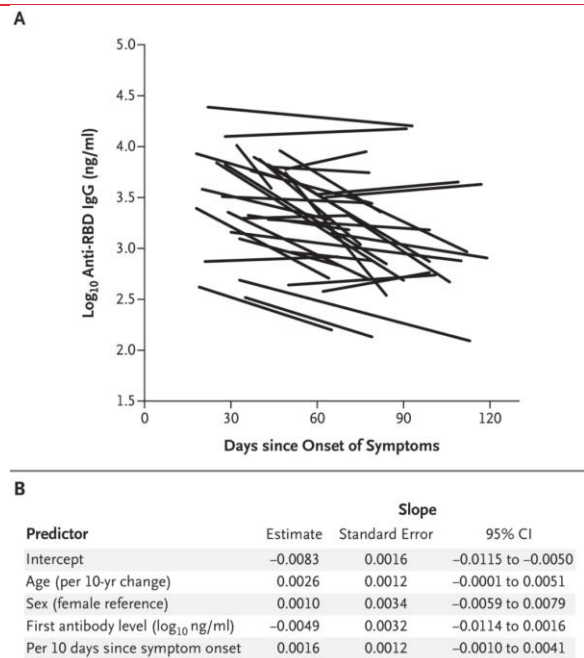 A
5.0
4.5
4.0
3.5
3.0
2.5
2.0
1.5
Log10 Anti-RBD IgG (ng/ml)
0 30 60 90 120
Days since Onset of Symptoms
B
Slope
Predictor Estimate Standard Error 95% CI
Intercept –0.0083 0.0016 –0.0115 to –0.0050
Age (per 10-yr change) 0.0026 0.0012 –0.0001 to 0.0051
Sex (female reference) 0.0010 0.0034 –0.0059 to 0.0079
First antibody level (log10 ng/ml) –0.0049 0.0032 –0.0114 to 0.0016
Per 10 days since symptom onset 0.0016 0.0012 –0.0010 to 0.0041